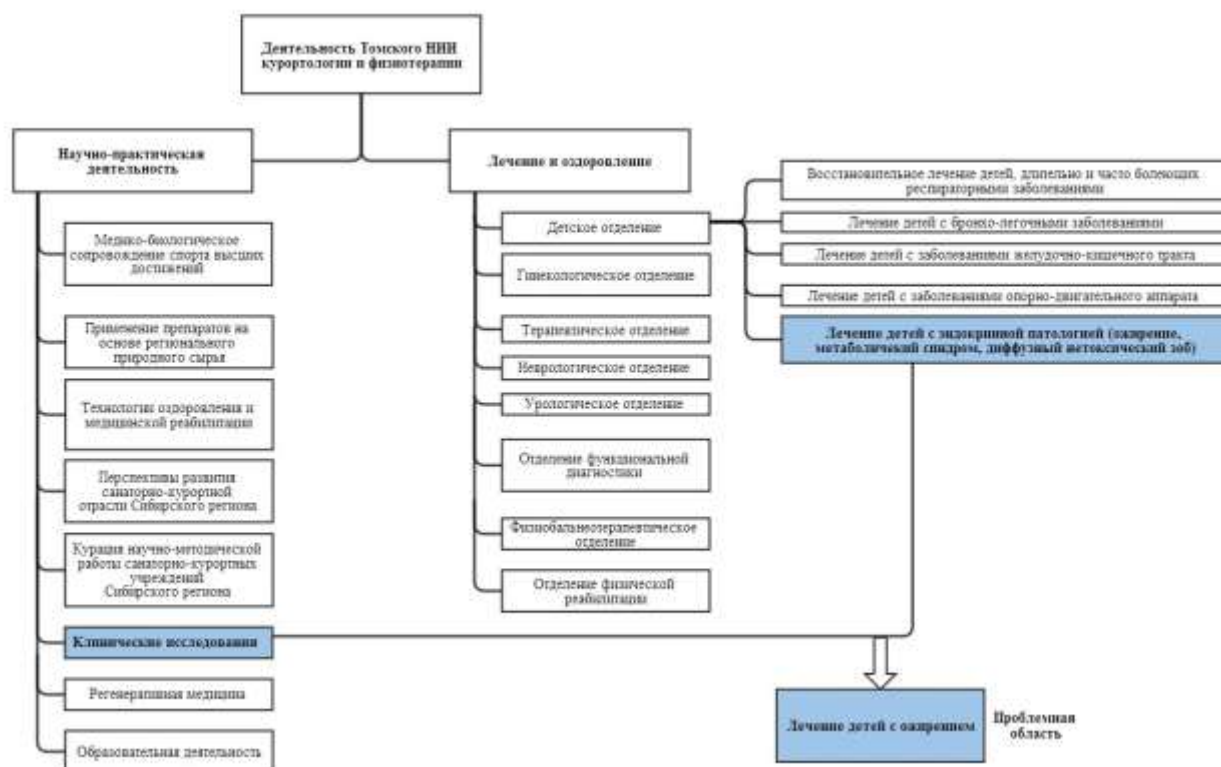 Деятельность Томского НИИ
курортологии и физиотерапии
Научно-практическая
деятельность
Лечение и оздоровление
Медико-биологическое
сопровождение спорта высших
достижений
Применение препаратов на
основе регионального
природного сырья
Технологии оздоровления и
медицинской реабилитации
Перспективы развития
санаторно-курортной
отрасли Сибирского региона
Курация научно-методической
работы санаторно-курортных
учреждений
Сибирского региона
Клинические исследования
Регенеративная медицина
Образовательная деятельность
Детское отделение
Гинекологическое отделение
Терапевтическое отделение
Неврологическое отделение
Урологическое отделение
Отделение функциональной
диагностики
Физиобальнеотерапевтическое
отделение
Отделение физической
реабилитации
Восстановительное лечение детей, длительно и часто болеющих
респираторными заболеваниями
Лечение детей с бронхо-легочными заболеваниями
Лечение детей с заболеваниями желудочно-кишечного тракта
Лечение детей с заболеваниями опорно-двигательного аппарата
Лечение детей с эндокринной патологией (ожирение,
метаболический синдром, диффузный нетоксический зоб)
Лечение детей с ожирением
Проблемная
область